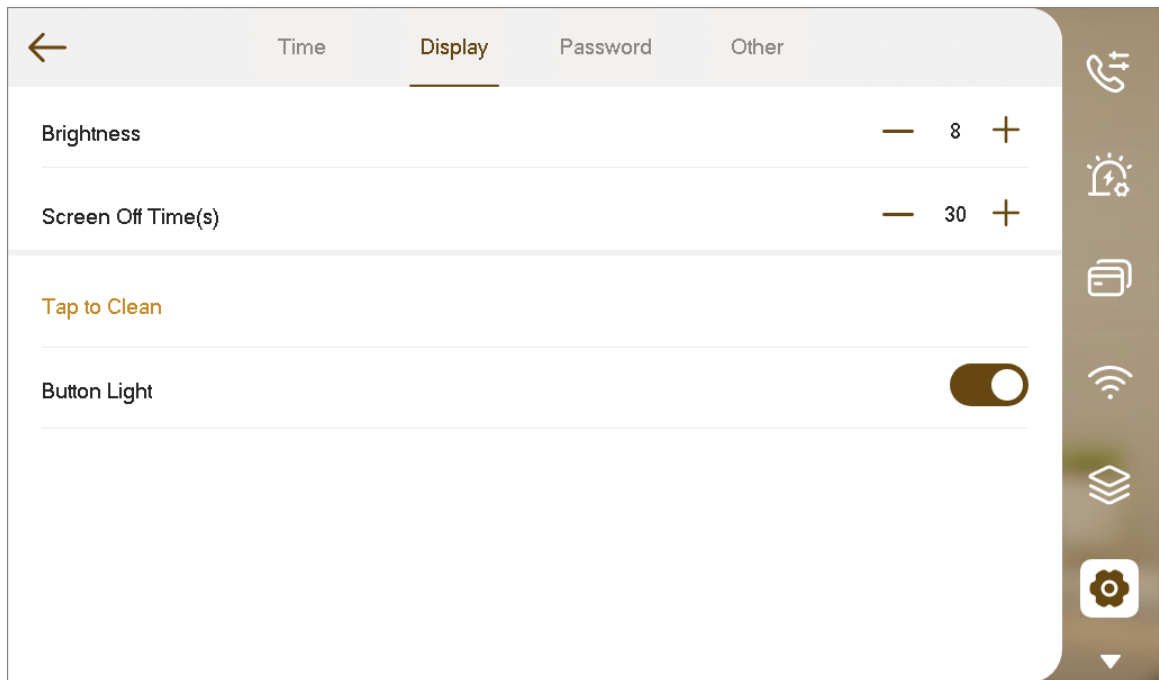 Time Display Password Other
Brightness 8
Screen Off Time(s) 30
Tap to Clean
Button Light